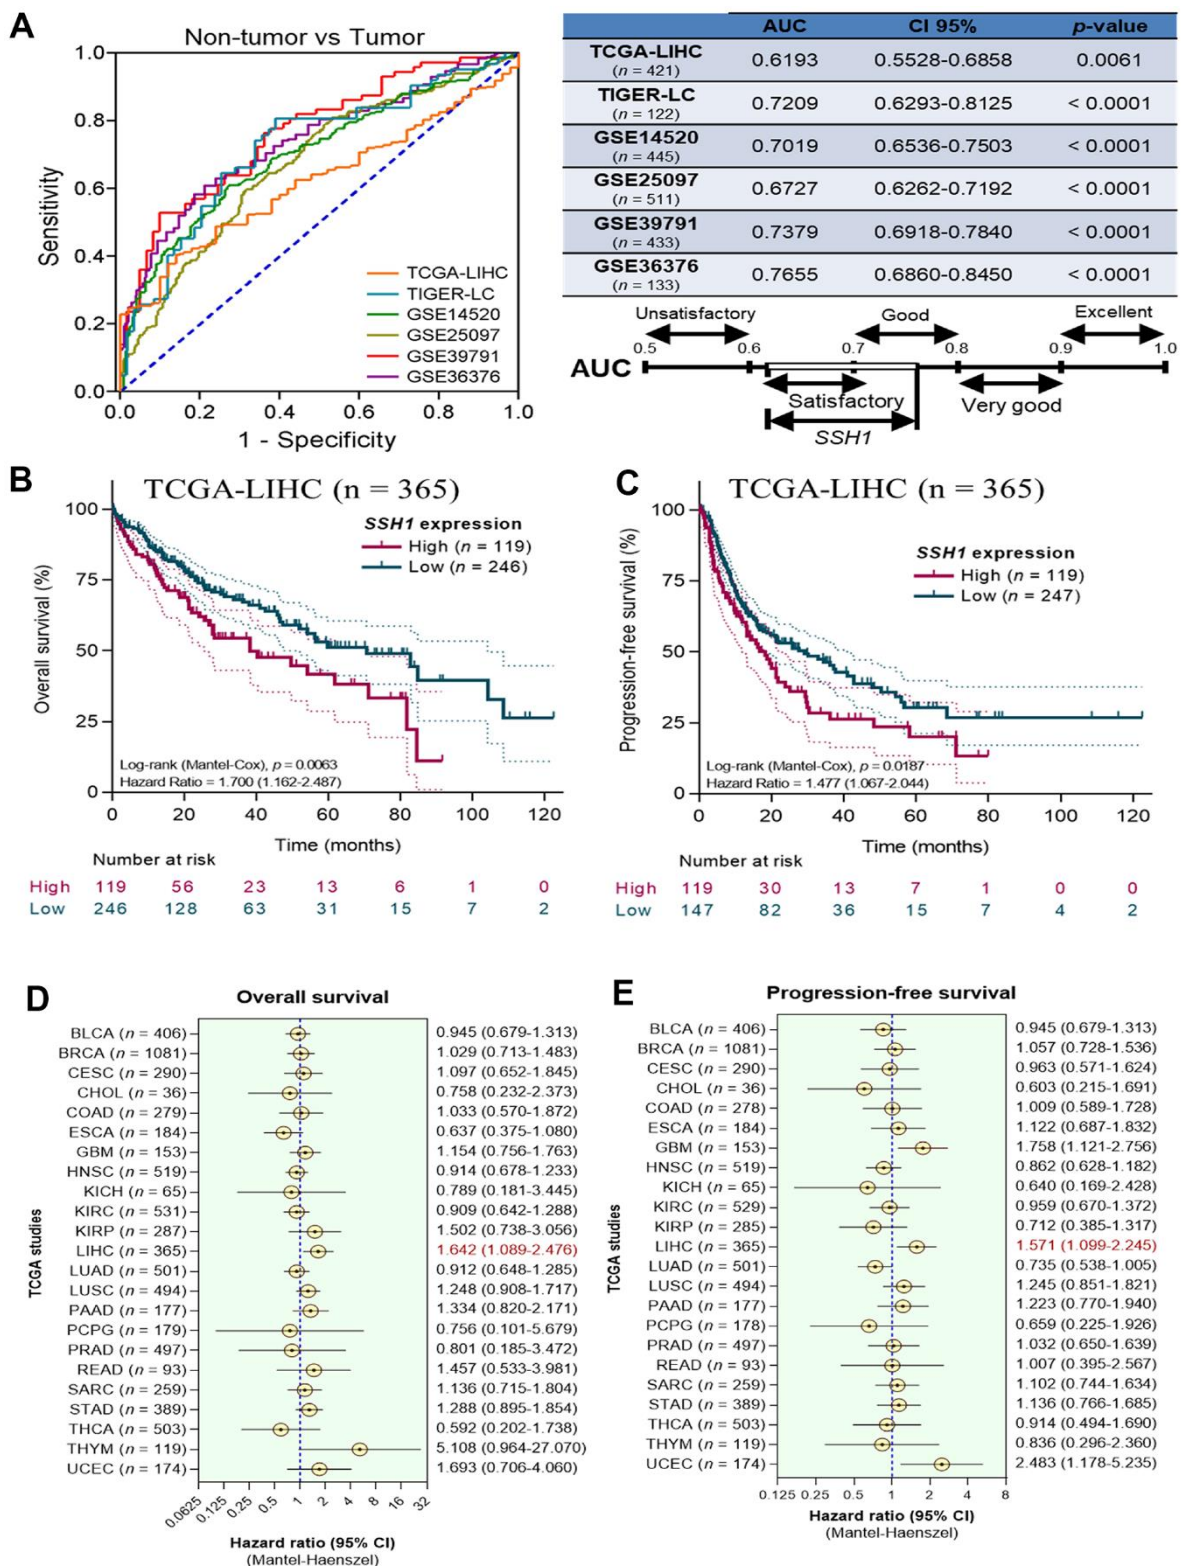 A
Non-tumor vs Tumor
1.0
0.8
0.6
0.4
0.2
0.0
Sensitivity
TCGA-LIHC
TIGER-LC
GSE14520
GSE25097
GSE39791
GSE36376
0.0 0.2 0.4 0.6 0.8 1.0
1 - Specificity
AUC CI 95% p-value
TCGA-LIHC 0.6193 0.5528-0.6858 0.0061
(n = 421)
TIGER-LC 0.7209 0.6293-0.8125 < 0.0001
(n = 122)
GSE14520 0.7019 0.6536-0.7503 < 0.0001
(n = 445)
GSE25097 0.6727 0.6262-0.7192 < 0.0001
(n = 511)
GSE39791 0.7379 0.6918-0.7840 < 0.0001
(n = 433)
GSE36376 0.7655 0.6860-0.8450 < 0.0001
(n = 133)
Unsatisfactory Good Excellent
0.5 0.6 0.7 0.8 0.9 1.0
AUC
Satisfactory Very good
SSH1
B
TCGA-LIHC (n = 365)
SSH1 expression
High (n = 119)
Low (n = 246)
100
75
50
25
0
Overall survival (%)
Log-rank (Mantel-Cox), p = 0.0063
Hazard Ratio = 1.700 (1.162-2.487)
0 20 40 60 80 100 120
Time (months)
Number at risk
High 119 56 23 13 6 1 0
Low 246 128 63 31 15 7 2
C
TCGA-LIHC (n = 365)
SSH1 expression
High (n = 119)
Low (n = 247)
100
75
50
25
0
Progression-free survival (%)
Log-rank (Mantel-Cox), p = 0.0187
Hazard Ratio = 1.477 (1.067-2.044)
0 20 40 60 80 100 120
Time (months)
Number at risk
High 119 30 13 7 1 0 0
Low 147 82 36 15 7 4 2
D
Overall survival
TCGA studies
BLCA (n = 406) 0.945 (0.679-1.313)
BRCA (n = 1081) 1.029 (0.713-1.483)
CESC (n = 290) 1.097 (0.652-1.845)
CHOL (n = 36) 0.758 (0.232-2.373)
COAD (n = 279) 1.033 (0.570-1.872)
ESCA (n = 184) 0.637 (0.375-1.080)
GBM (n = 153) 1.154 (0.756-1.763)
HNSC (n = 519) 0.914 (0.678-1.233)
KICH (n = 65) 0.789 (0.181-3.445)
KIRC (n = 531) 0.909 (0.642-1.288)
KIRP (n = 287) 1.502 (0.738-3.056)
LIHC (n = 365) 1.642 (1.089-2.476)
LUAD (n = 501) 0.912 (0.648-1.285)
LUSC (n = 494) 1.248 (0.908-1.717)
PAAD (n = 177) 1.334 (0.820-2.171)
PCPG (n = 179) 0.756 (0.101-5.679)
PRAD (n = 497) 0.801 (0.185-3.472)
READ (n = 93) 1.457 (0.533-3.981)
SARC (n = 259) 1.136 (0.715-1.804)
STAD (n = 389) 1.288 (0.895-1.854)
THCA (n = 503) 0.592 (0.202-1.738)
THYM (n = 119) 5.108 (0.964-27.070)
UCEC (n = 174) 1.693 (0.706-4.060)
0.0625 0.125 0.25 0.5 1 2 4 8 16 32
Hazard ratio (95% CI)
(Mantel-Haenszel)
E
Progression-free survival
TCGA studies
BLCA (n = 406) 0.945 (0.679-1.313)
BRCA (n = 1081) 1.057 (0.728-1.536)
CESC (n = 290) 0.963 (0.571-1.624)
CHOL (n = 36) 0.603 (0.215-1.691)
COAD (n = 278) 1.009 (0.589-1.728)
ESCA (n = 184) 1.122 (0.687-1.832)
GBM (n = 153) 1.758 (1.121-2.756)
HNSC (n = 519) 0.862 (0.628-1.182)
KICH (n = 65) 0.640 (0.169-2.428)
KIRC (n = 529) 0.959 (0.670-1.372)
KIRP (n = 285) 0.712 (0.385-1.317)
LIHC (n = 365) 1.571 (1.099-2.245)
LUAD (n = 501) 0.735 (0.538-1.005)
LUSC (n = 494) 1.245 (0.851-1.821)
PAAD (n = 177) 1.223 (0.770-1.940)
PCPG (n = 178) 0.659 (0.225-1.926)
PRAD (n = 497) 1.032 (0.650-1.639)
READ (n = 93) 1.007 (0.395-2.567)
SARC (n = 259) 1.102 (0.744-1.634)
STAD (n = 389) 1.136 (0.766-1.685)
THCA (n = 503) 0.914 (0.494-1.690)
THYM (n = 119) 0.836 (0.296-2.360)
UCEC (n = 174) 2.483 (1.178-5.235)
0.125 0.25 0.5 1 2 4 8
Hazard ratio (95% CI)
(Mantel-Haenszel)